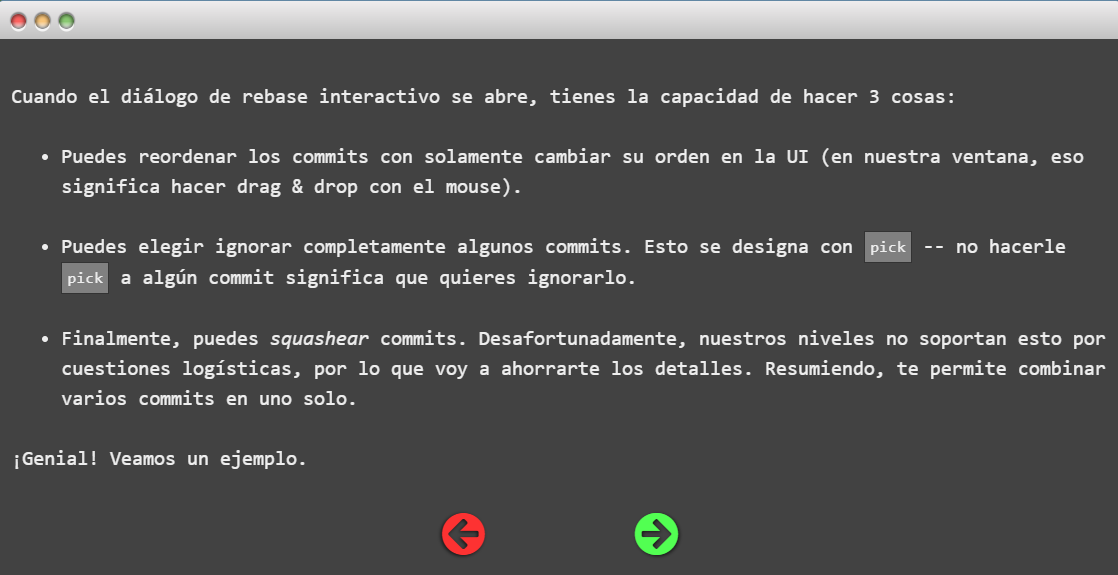 Cuando el diálogo de rebase interactivo se abre, tienes la capacidad de hacer 3 cosas:
• Puedes reordenar los commits con solamente cambiar su orden en la UI (en nuestra ventana, eso
significa hacer drag & drop con el mouse).
• Puedes elegir ignorar completamente algunos commits. Esto se designa con pick -- no hacerle
pick a algún commit significa que quieres ignorarlo.
• Finalmente, puedes squashear commits. Desafortunadamente, nuestros niveles no soportan esto por
cuestiones logísticas, por lo que voy a ahorrarte los detalles. Resumiendo, te permite combinar
varios commits en uno solo.
¡Genial! Veamos un ejemplo.